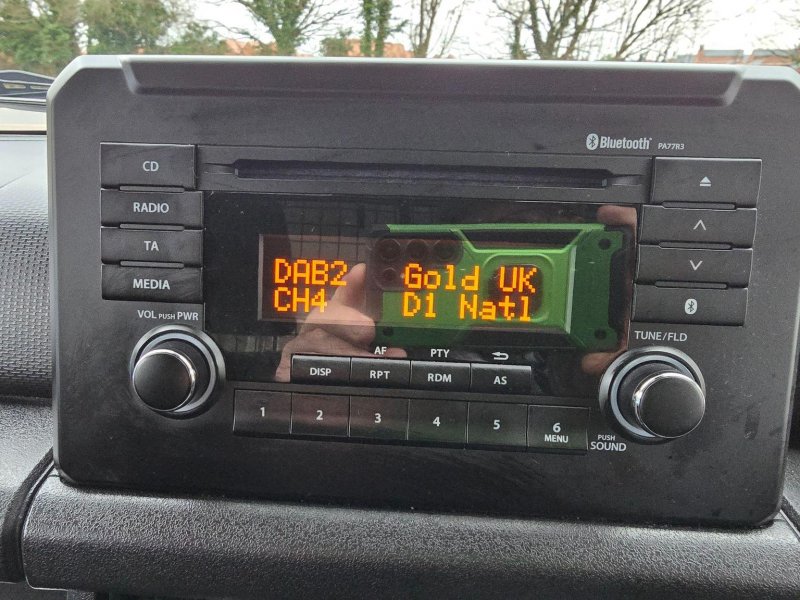 Bluetooth PA77R3
CD
RADIO
TA
MEDIA
VOL PUSH PWR
DAB2 Gold UK
CH4 D1 Natl
TUNE/FLD
AF PTY
DISP RPT RDM AS
1 2 3 4 5 6
MENU
PUSH
SOUND